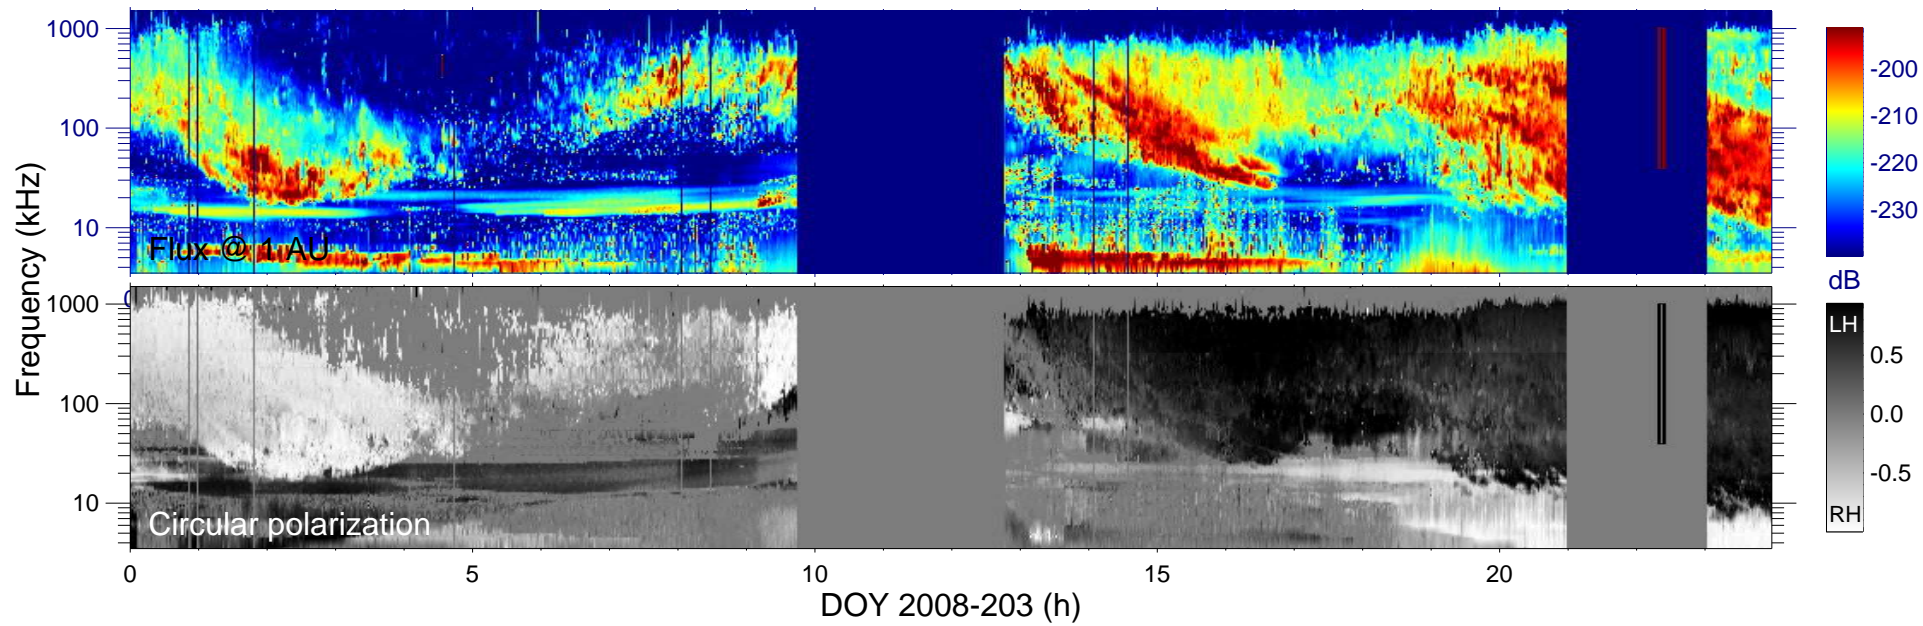 1000
100
10
Flux @ 1 AU
-200
-210
-220
-230
dB
0
Frequency (kHz)
1000
100
10
Circular polarization
LH
0.5
0.0
-0.5
RH
0
5
10
15
20
DOY 2008-203 (h)